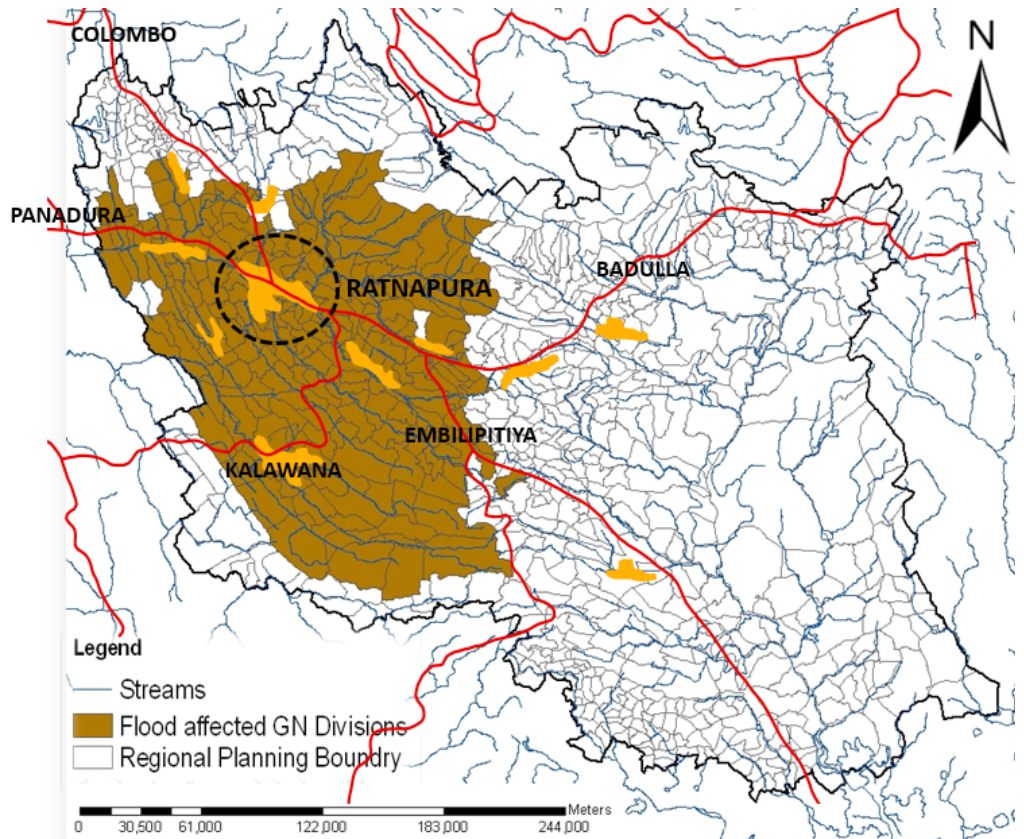 COLOMBO
N
PANADURA
BADULLA
RATNAPURA
EMBILIPITIYA
KALAWANA
Legend
Streams
Flood affected GN Divisions
Regional Planning Boundry
Meters
0 30,500 61,000 122,000 183,000 244,000